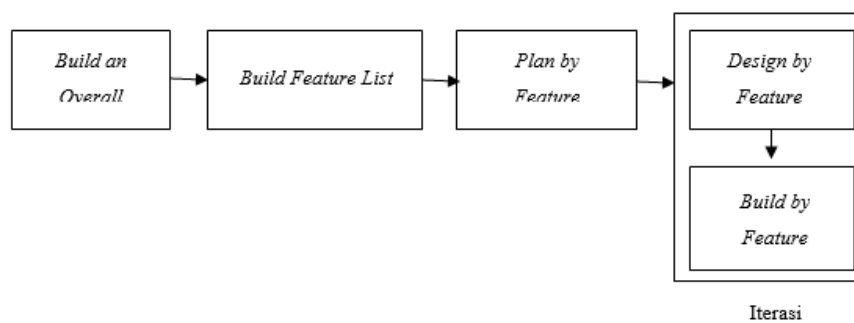 Build an
Overall
Build Feature List
Plan by
Feature
Design by
Feature
Build by
Feature
Iterasi